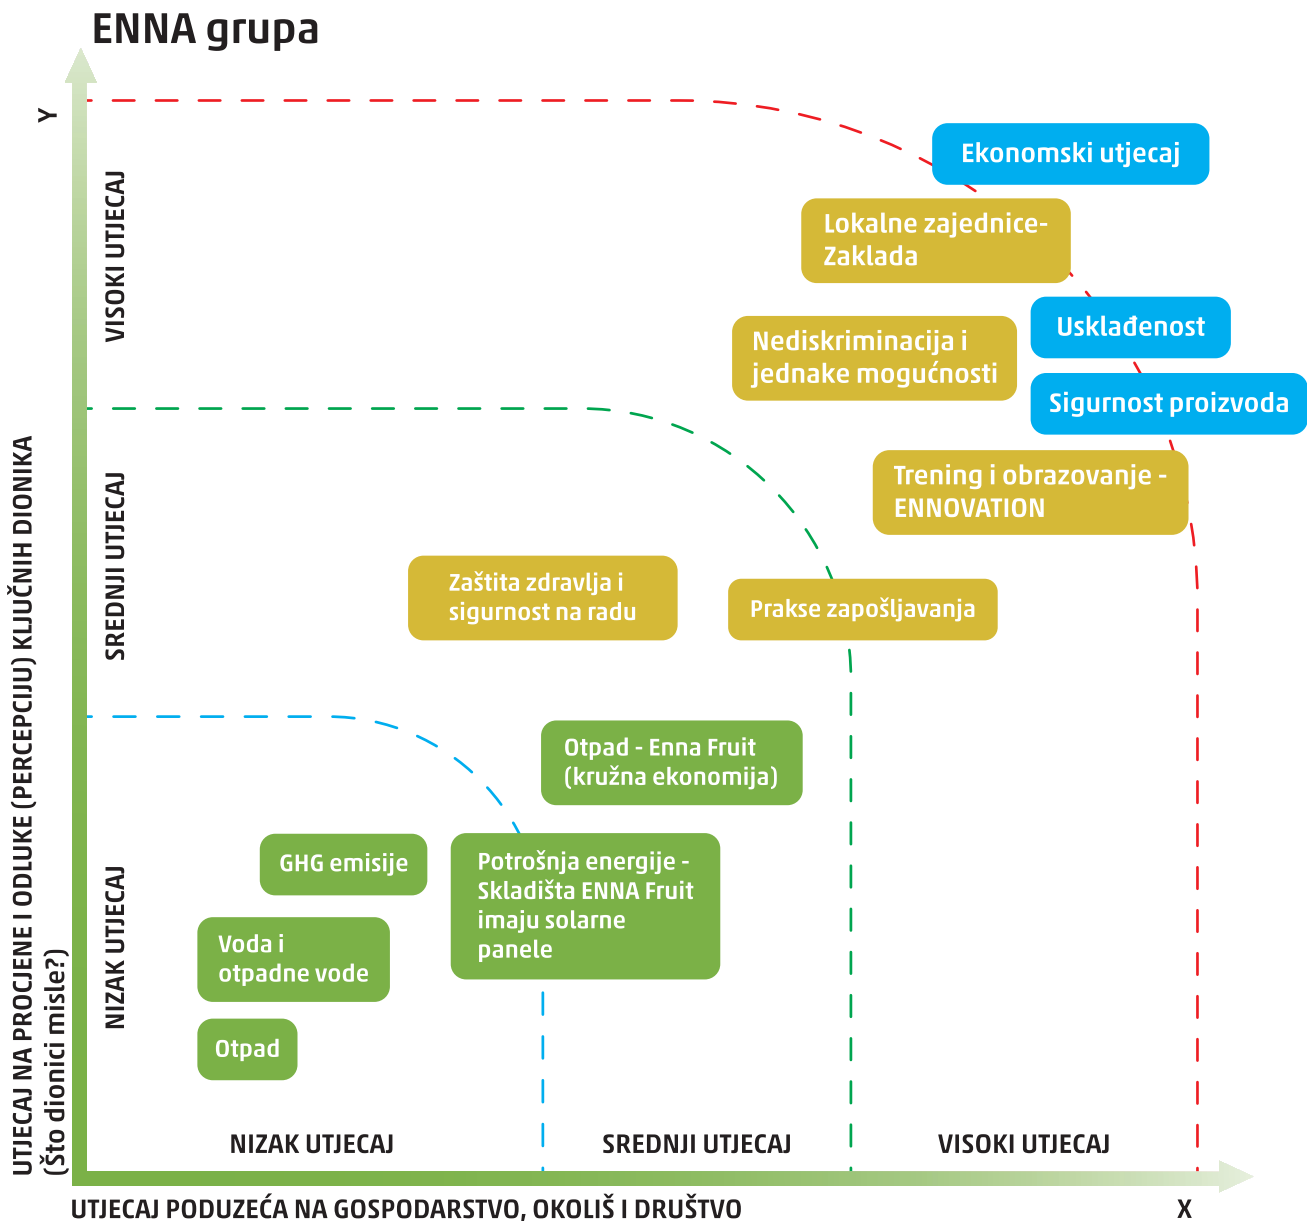 ENNA grupa
Y
UTJECAJ NA PROCJENE I ODLUKE (PERCEPCIJU) KLJUČNIH DIONIKA
(Što dionici misle?)
VISOKI UTJECAJ
SREDNJI UTJECAJ
NIZAK UTJECAJ
Ekonomski utjecaj
Lokalne zajednice-
Zaklada
Usklađenost
Nediskriminacija i
jednake mogućnosti
Sigurnost proizvoda
Trening i obrazovanje -
ENNOVATION
Zaštita zdravlja i
sigurnost na radu
Prakse zapošljavanja
Otpad - Enna Fruit
(kružna ekonomija)
GHG emisije
Potrošnja energije -
Skladišta ENNA Fruit
imaju solarne
panele
Voda i
otpadne vode
Otpad
NIZAK UTJECAJ
SREDNJI UTJECAJ
VISOKI UTJECAJ
UTJECAJ PODUZEĆA NA GOSPODARSTVO, OKOLIŠ I DRUŠTVO
X